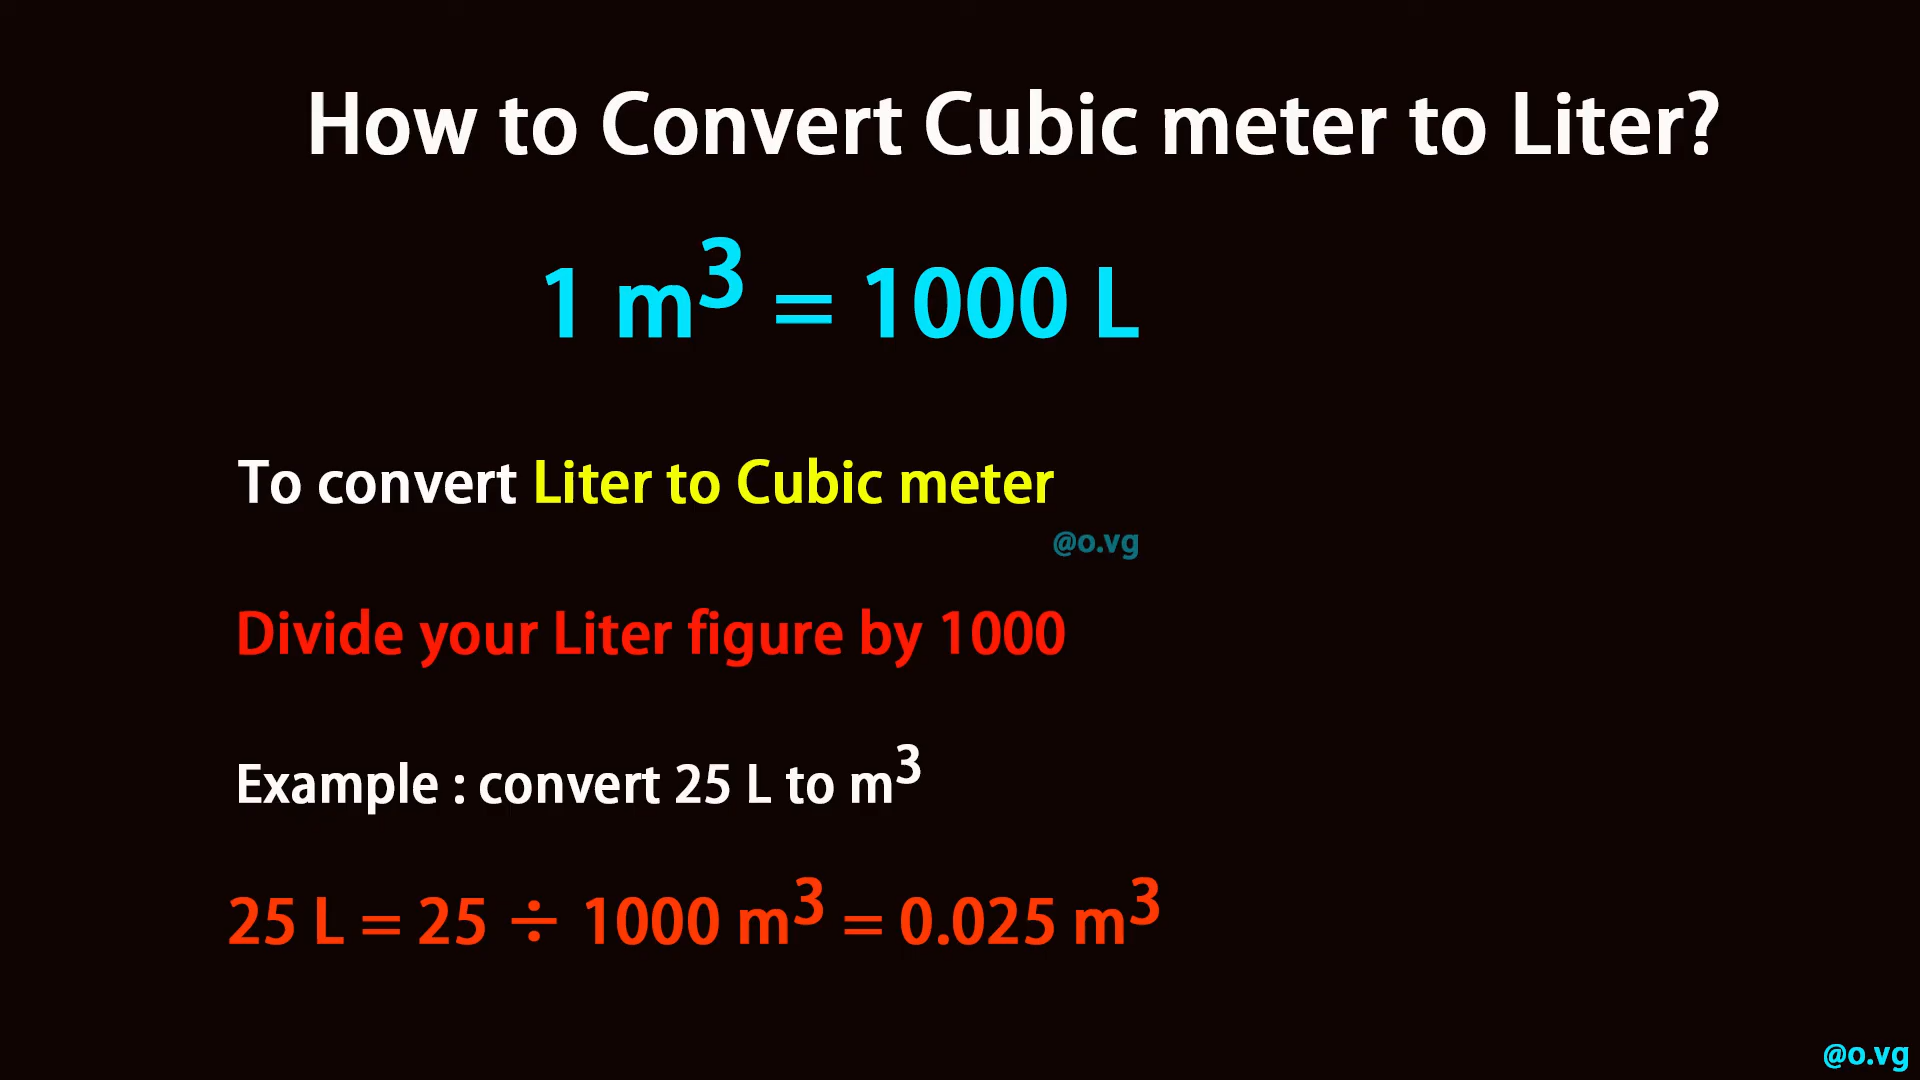 How to Convert Cubic meter to Liter?
1 m³ = 1000 L
To convert Liter to Cubic meter
@o.vg
Divide your Liter figure by 1000
Example : convert 25 L to m³
25 L = 25 ÷ 1000 m³ = 0.025 m³
@o.vg